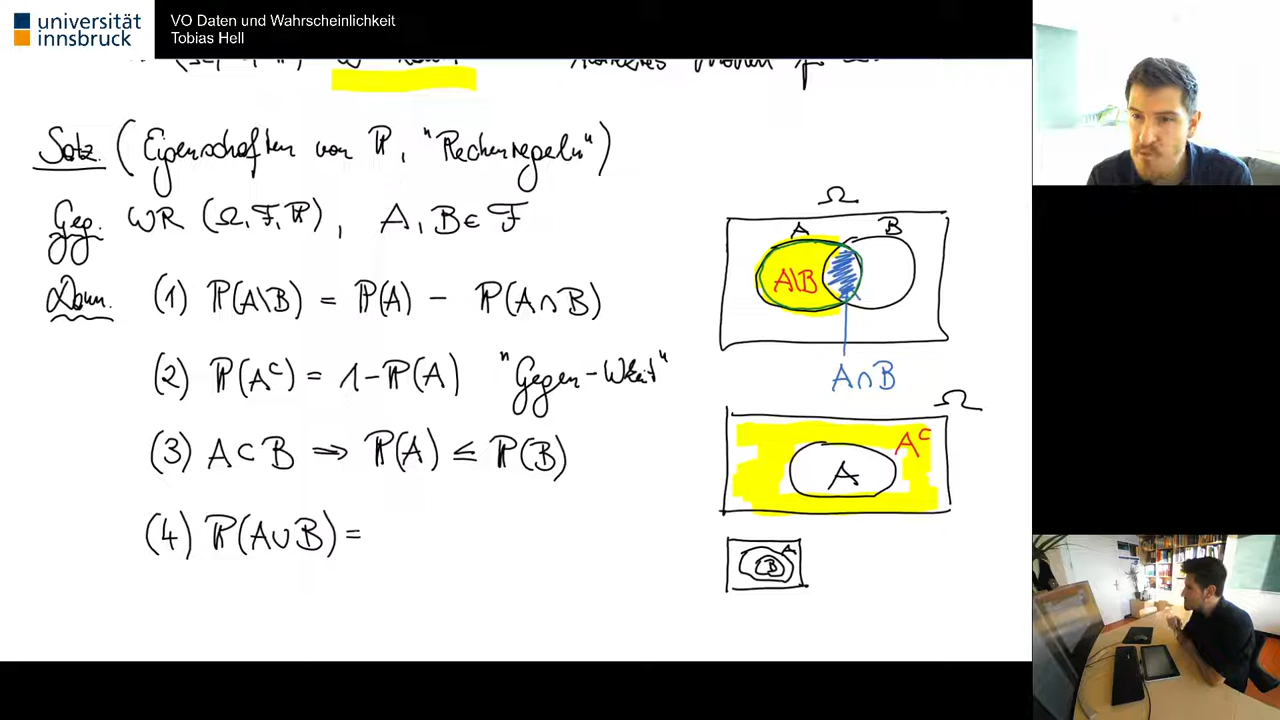 universität
innsbruck
VO Daten und Wahrscheinlichkeit
Tobias Hell
Satz (Eigenschaften von ℙ, "Rechenregeln")
Geg. WR (Ω, F, ℙ), A, B ∈ F
Dann. (1) ℙ(A\B) = ℙ(A) - ℙ(A∩B)
(2) ℙ(Aᶜ) = 1-ℙ(A) "Gegen-Wkeit"
(3) A⊂B ⇒ ℙ(A) ≤ ℙ(B)
(4) ℙ(A∪B) =
Ω
A B
A\B
A∩B
Ω
Aᶜ
A
A
B